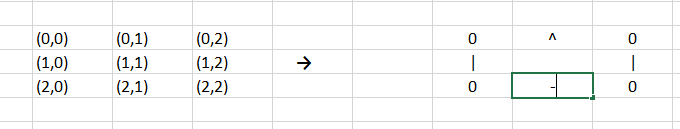 (0,0) (0,1) (0,2) 0 ^ 0
(1,0) (1,1) (1,2) → | |
(2,0) (2,1) (2,2) 0 - 0